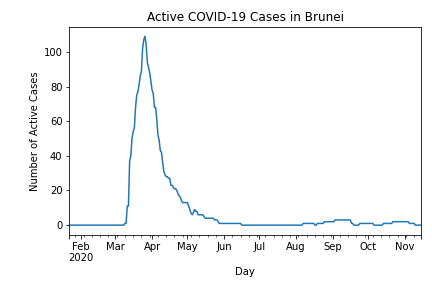 Active COVID-19 Cases in Brunei
Number of Active Cases
100
80
60
40
20
0
Feb Mar Apr May Jun Jul Aug Sep Oct Nov
2020
Day